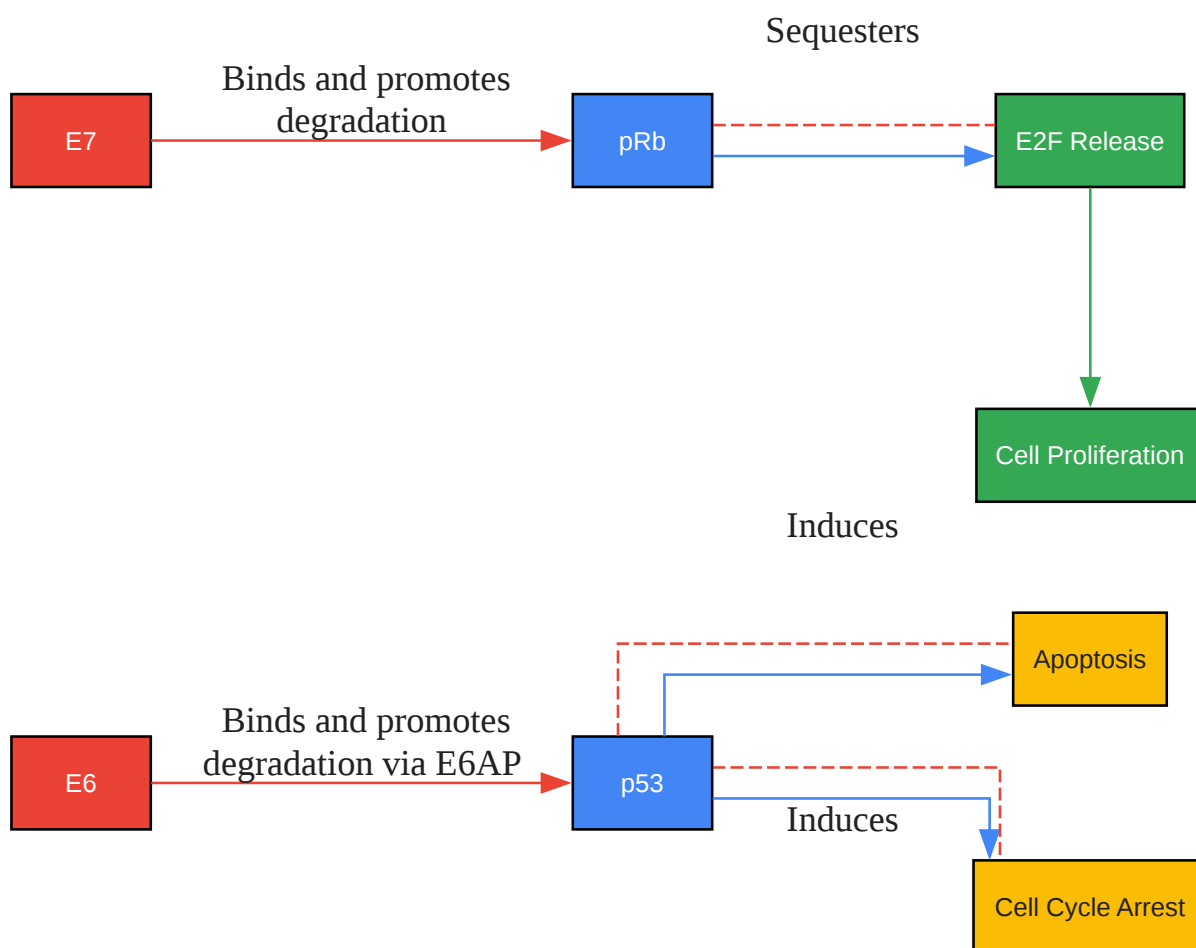 Sequesters
Binds and promotes
degradation
E7
pRb
E2F Release
Cell Proliferation
Induces
Apoptosis
Binds and promotes
degradation via E6AP
E6
p53
Induces
Cell Cycle Arrest